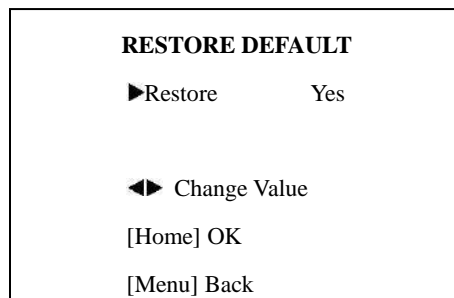 RESTORE DEFAULT
▶Restore Yes
◀▶ Change Value
[Home] OK
[Menu] Back